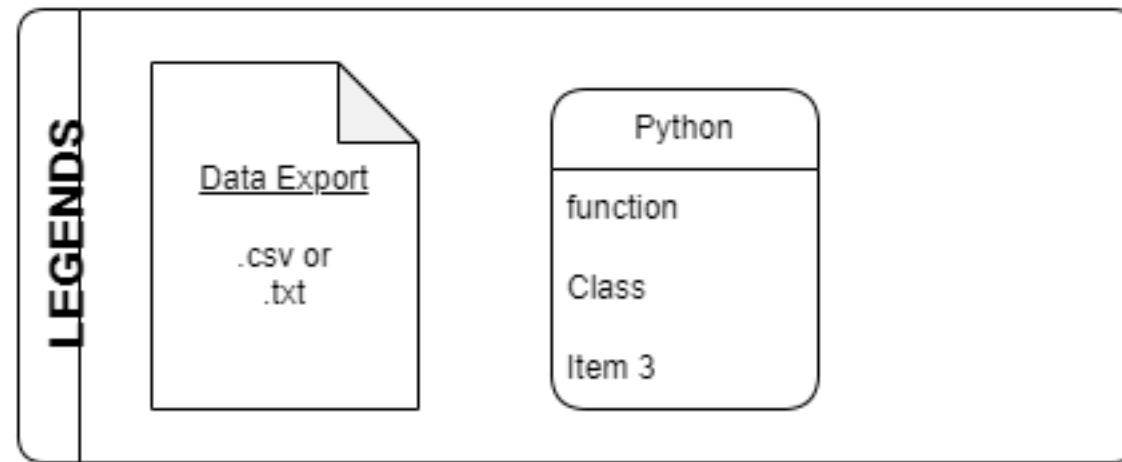 LEGENDS
Data Export
.csv or
.txt
Python
function
Class
Item 3